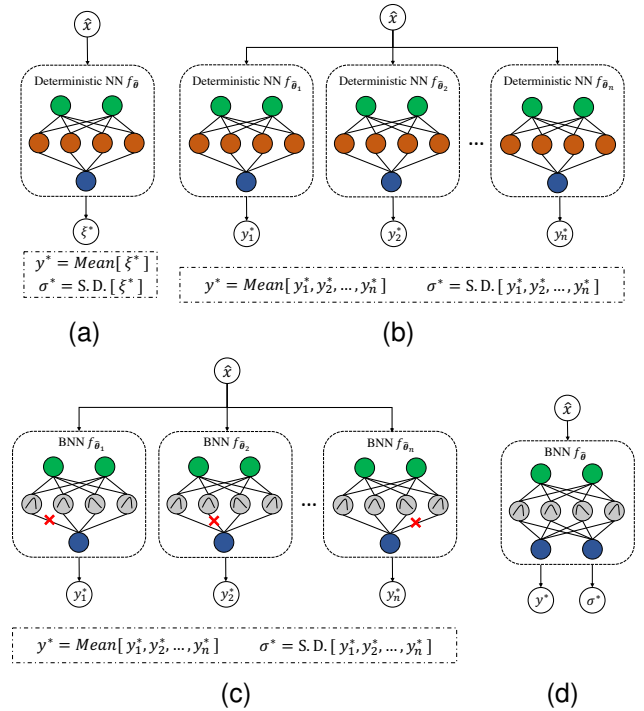 x̂
x̂
Deterministic NN f_θ̂
Deterministic NN f_θ̂₁
Deterministic NN f_θ̂₂
Deterministic NN f_θ̂ₙ
...
ξ*
y₁*
y₂*
yₙ*
y* = Mean[ξ*]
σ* = S.D.[ξ*]
y* = Mean[y₁*, y₂*, ..., yₙ*] σ* = S.D.[y₁*, y₂*, ..., yₙ*]
(a)
(b)
x̂
BNN f_θ̂₁
BNN f_θ̂₂
BNN f_θ̂ₙ
...
y₁*
y₂*
yₙ*
y* = Mean[y₁*, y₂*, ..., yₙ*] σ* = S.D.[y₁*, y₂*, ..., yₙ*]
(c)
x̂
BNN f_θ̂
y*
σ*
(d)